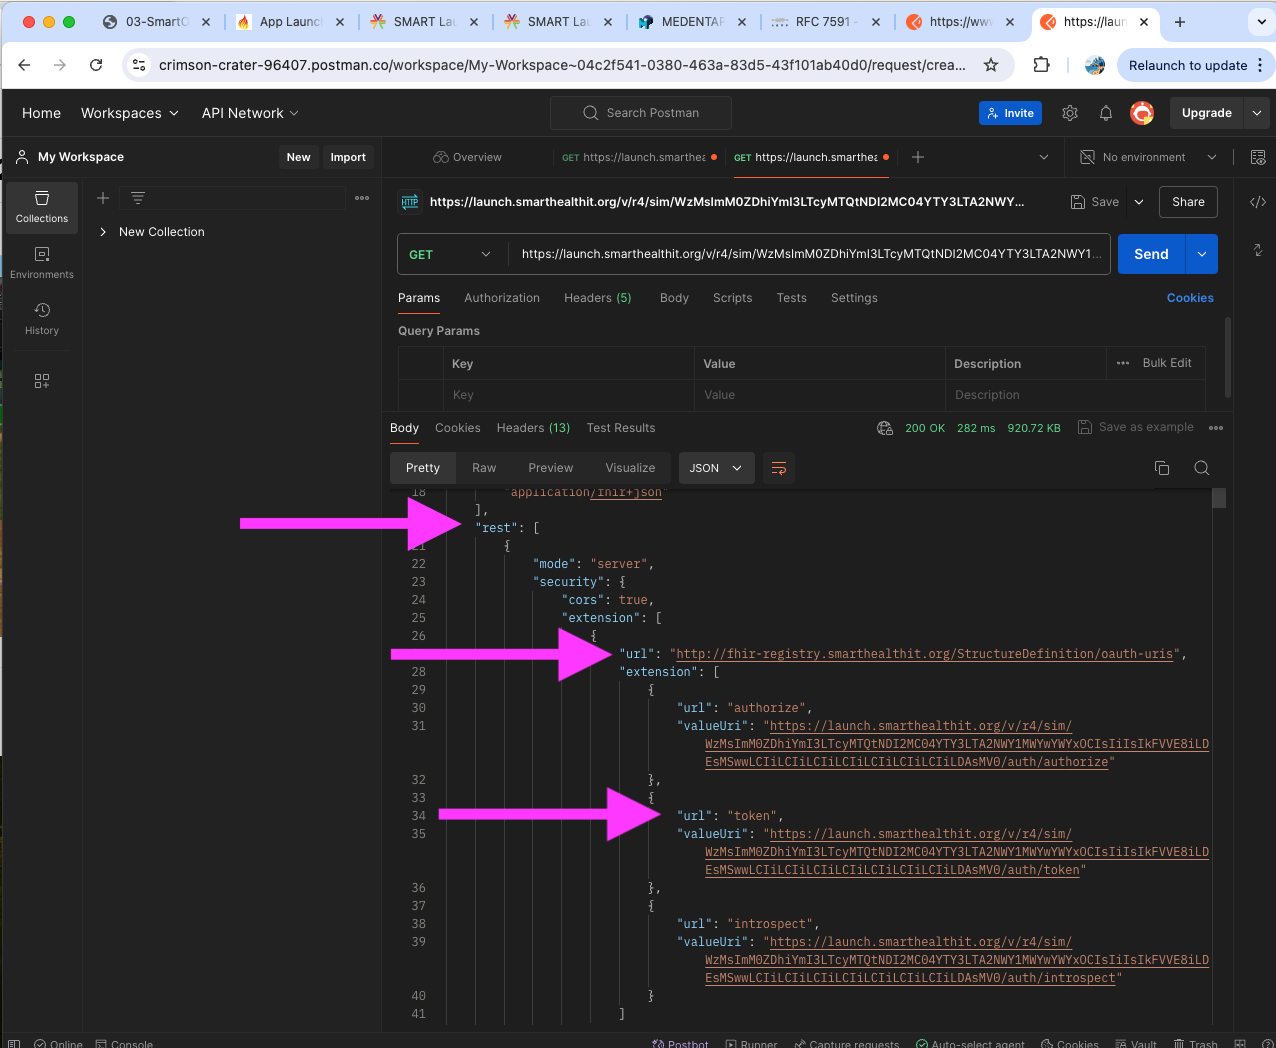 03-SmartO
App Launch
SMART Lau
SMART Lau
MEDENTAP
RFC 7591 -
https://ww
https://laun
crimson-crater-96407.postman.co/workspace/My-Workspace~04c2f541-0380-463a-83d5-43f101ab40d0/request/crea...
Relaunch to update
Home Workspaces API Network
Search Postman
Invite
Upgrade
My Workspace
New Import
Overview
GET https://launch.smarthea
GET https://launch.smarthea
No environment
Collections
New Collection
Environments
History
HTTP
https://launch.smarthealthit.org/v/r4/sim/WzMsImM0ZDhiYmI3LTcyMTQtNDI2MC04YTY3LTA2NWY...
Save
Share
GET
https://launch.smarthealthit.org/v/r4/sim/WzMsImM0ZDhiYmI3LTcyMTQtNDI2MC04YTY3LTA2NWY1...
Send
Params Authorization Headers (5) Body Scripts Tests Settings
Cookies
Query Params
Key Value Description
Bulk Edit
Key Value Description
Body Cookies Headers (13) Test Results
200 OK 282 ms 920.72 KB
Save as example
Pretty Raw Preview Visualize JSON
18 "application/fhir+json"
],
"rest": [
21 {
22 "mode": "server",
23 "security": {
24 "cors": true,
25 "extension": [
26 {
"url": "http://fhir-registry.smarthealthit.org/StructureDefinition/oauth-uris",
28 "extension": [
29 {
30 "url": "authorize",
31 "valueUri": "https://launch.smarthealthit.org/v/r4/sim/
WzMsImM0ZDhiYmI3LTcyMTQtNDI2MC04YTY3LTA2NWY1MWYwYWYxOCIsIiIsIkFVVE8iLD
EsMSwwLCIiLCIiLCIiLCIiLCIiLCIiLCIiLDAsMV0/auth/authorize"
32 },
33 {
34 "url": "token",
35 "valueUri": "https://launch.smarthealthit.org/v/r4/sim/
WzMsImM0ZDhiYmI3LTcyMTQtNDI2MC04YTY3LTA2NWY1MWYwYWYxOCIsIiIsIkFVVE8iLD
EsMSwwLCIiLCIiLCIiLCIiLCIiLCIiLCIiLDAsMV0/auth/token"
36 },
37 {
38 "url": "introspect",
39 "valueUri": "https://launch.smarthealthit.org/v/r4/sim/
WzMsImM0ZDhiYmI3LTcyMTQtNDI2MC04YTY3LTA2NWY1MWYwYWYxOCIsIiIsIkFVVE8iLD
EsMSwwLCIiLCIiLCIiLCIiLCIiLCIiLCIiLDAsMV0/auth/introspect"
40 }
41 ]
Online Console
Postbot Runner Capture requests Auto-select agent Cookies Vault Trash